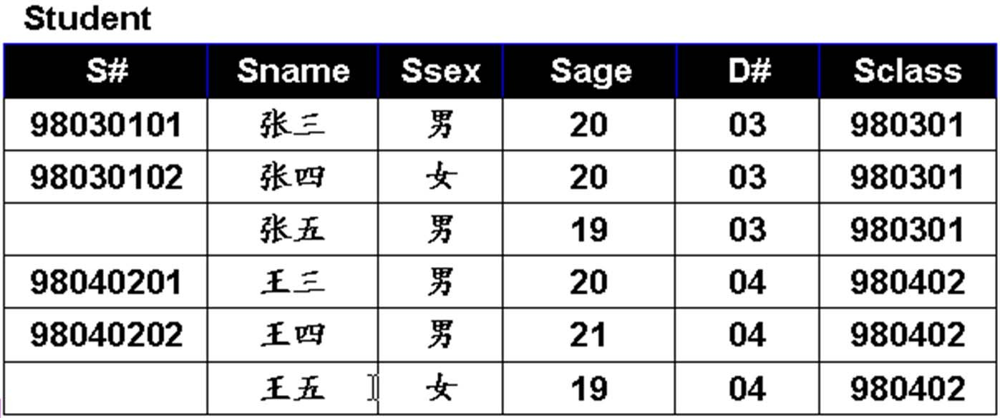 Student
S# Sname Ssex Sage D# Sclass
98030101 张三 男 20 03 980301
98030102 张四 女 20 03 980301
张五 男 19 03 980301
98040201 王三 男 20 04 980402
98040202 王四 男 21 04 980402
王五 女 19 04 980402